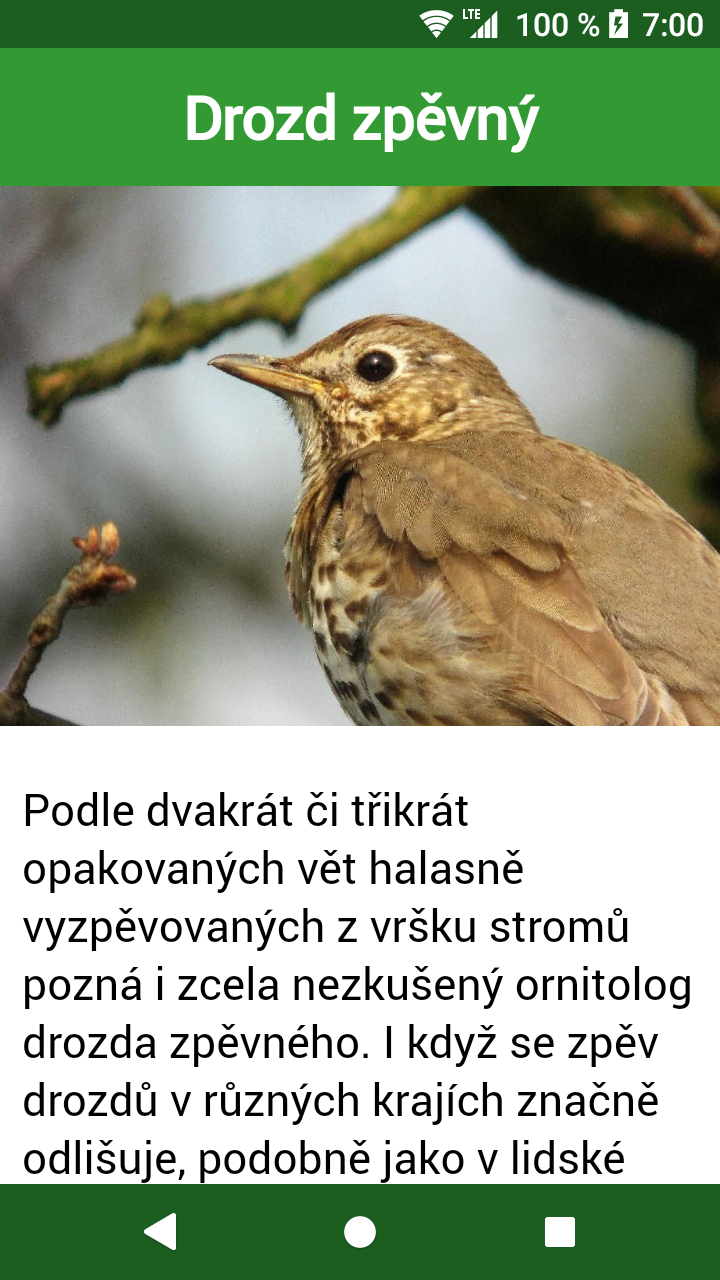 LTE 100 % 7:00
Drozd zpěvný
Podle dvakrát či třikrát
opakovaných vět halasně
vyzpěvovaných z vršku stromů
pozná i zcela nezkušený ornitolog
drozda zpěvného. I když se zpěv
drozdů v různých krajích značně
odlišuje, podobně jako v lidské